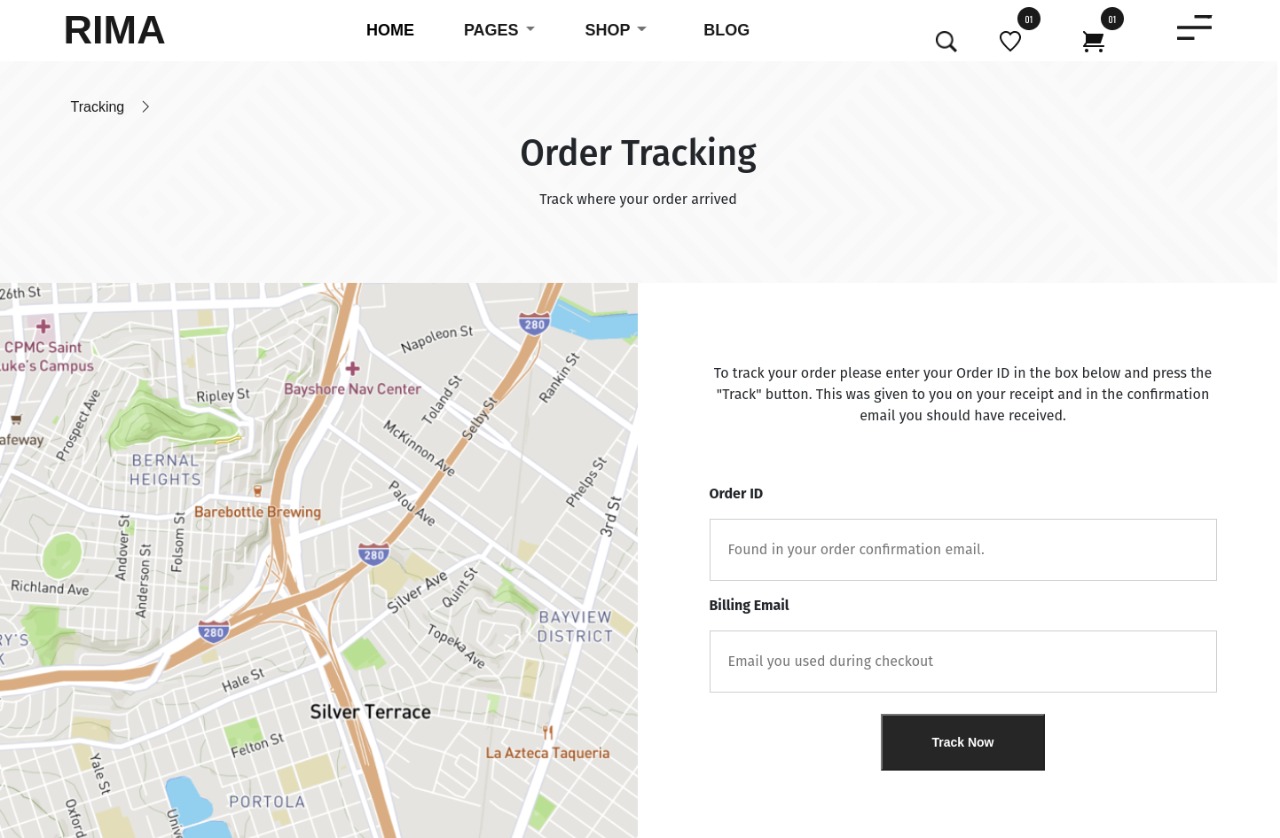 RIMA
HOME
PAGES
SHOP
BLOG
01
01
Tracking
Order Tracking
Track where your order arrived
26th St
CPMC Saint
uke's Campus
Napoleon St
280
Bayshore Nav Center
Ripley St
Toland St
Selby St
Rankin St
Prospect Ave
afeway
BERNAL
HEIGHTS
McKinnon Ave
Phelps St
Barebottle Brewing
Palou Ave
3rd St
Andover St
Anderson St
Folsom St
280
Richland Ave
Silver Ave
Quint St
280
BAYVIEW
DISTRICT
RY'S
K
Topeka Ave
Hale St
Silver Terrace
Felton St
La Azteca Taqueria
Yale St
Oxford
Univ
PORTOLA
To track your order please enter your Order ID in the box below and press the
"Track" button. This was given to you on your receipt and in the confirmation
email you should have received.
Order ID
Found in your order confirmation email.
Billing Email
Email you used during checkout
Track Now